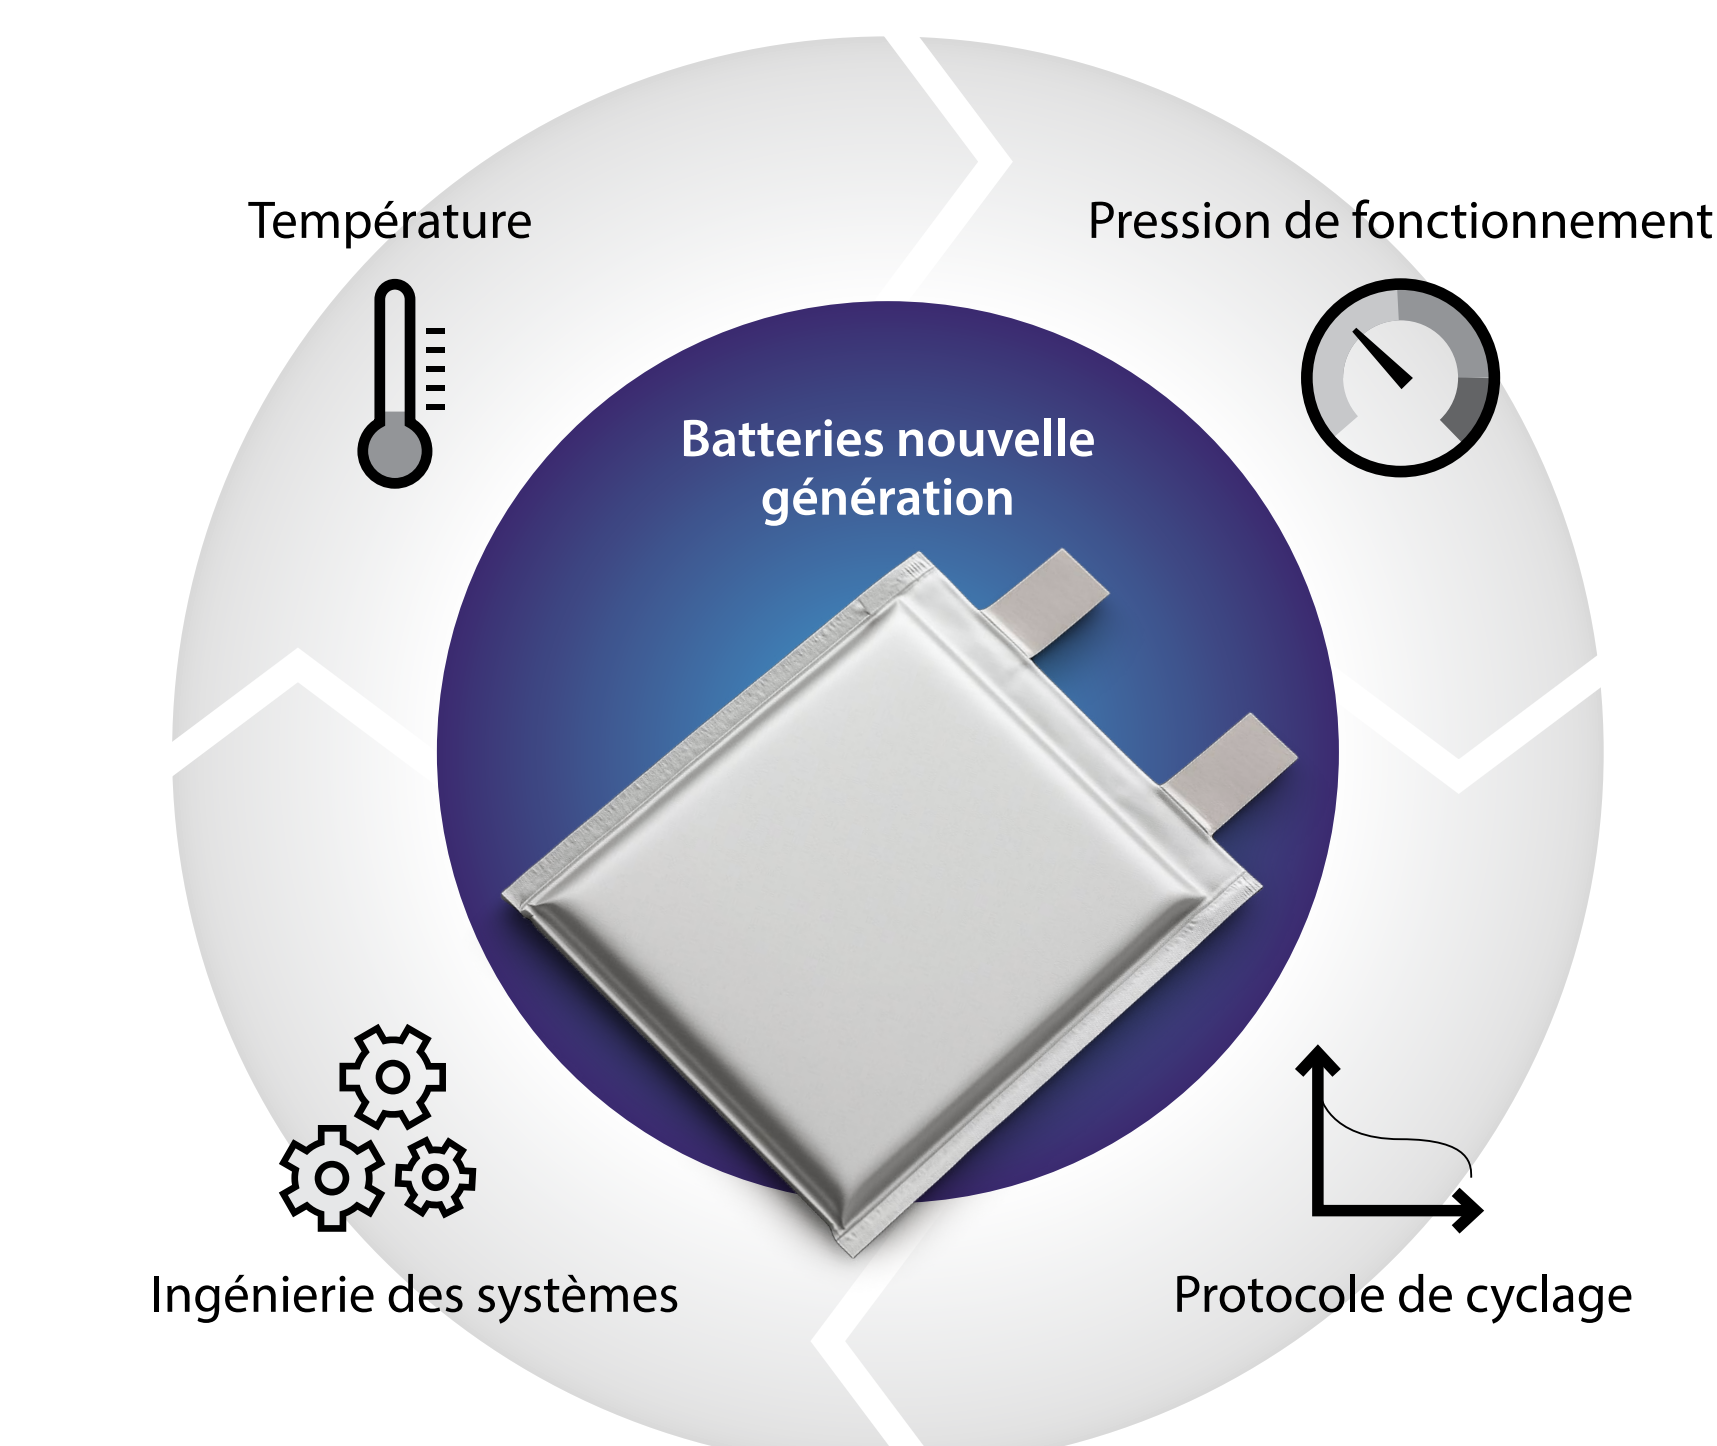 Température
Pression de fonctionnement
Batteries nouvelle
génération
Ingénierie des systèmes
Protocole de cyclage